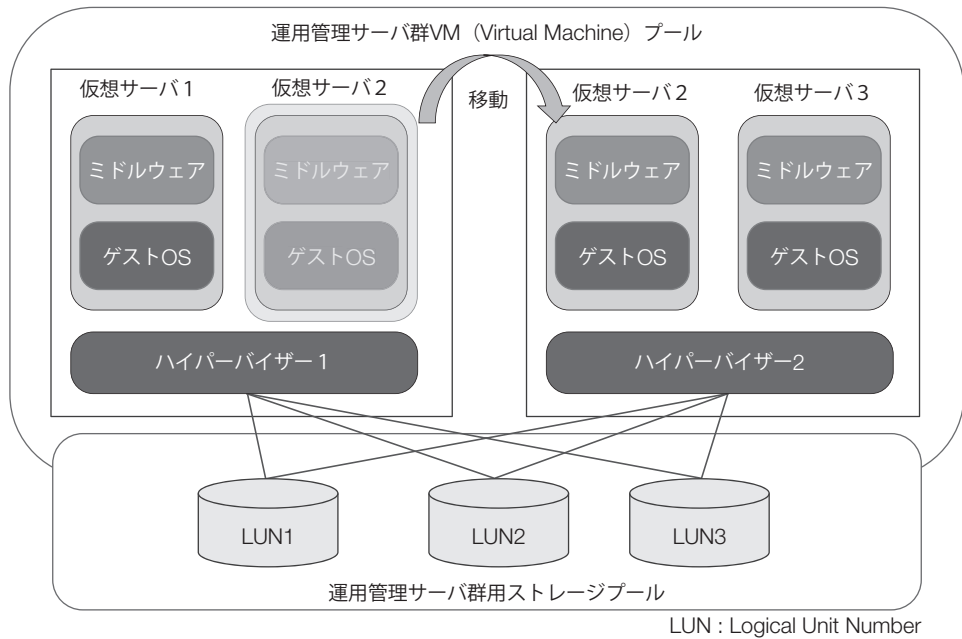 運用管理サーバ群VM（Virtual Machine）プール
仮想サーバ1
仮想サーバ2
移動
仮想サーバ2
仮想サーバ3
ミドルウェア
ミドルウェア
ミドルウェア
ミドルウェア
ゲストOS
ゲストOS
ゲストOS
ゲストOS
ハイパーバイザー1
ハイパーバイザー2
LUN1
LUN2
LUN3
運用管理サーバ群用ストレージプール
LUN : Logical Unit Number